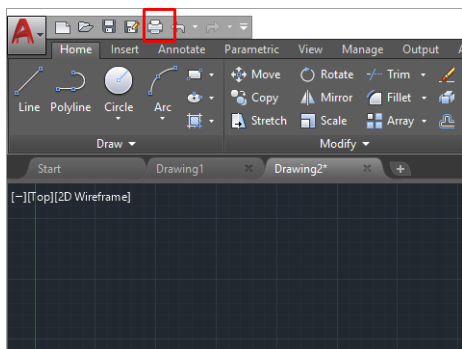 A
Home Insert Annotate Parametric View Manage Output A
Line Polyline Circle Arc
Move Rotate Trim
Copy Mirror Fillet
Stretch Scale Array
Draw Modify
Start Drawing1 Drawing2*
[−][Top][2D Wireframe]